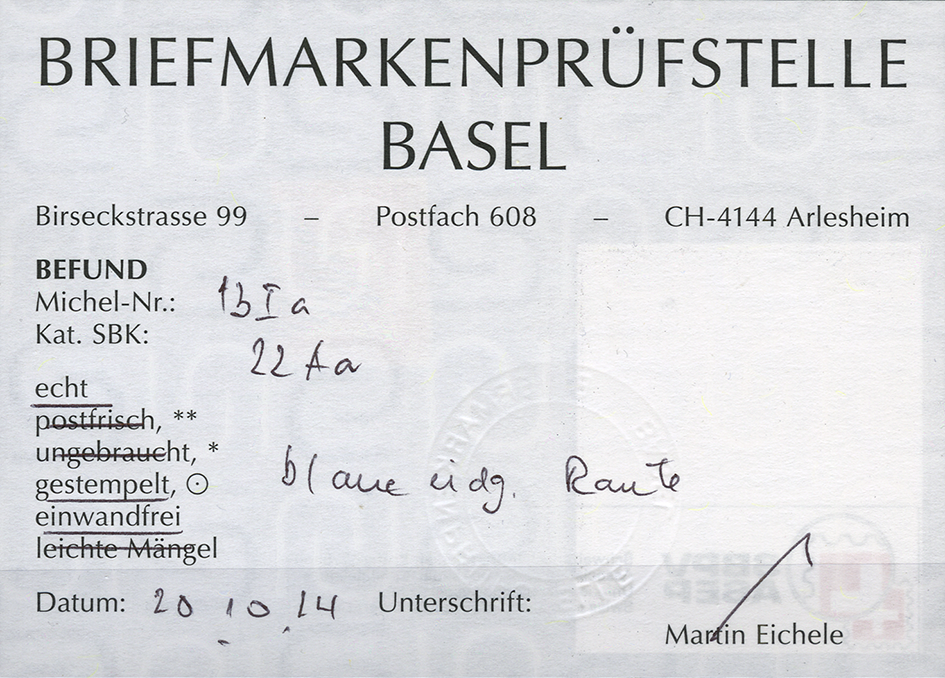 BRIEFMARKENPRÜFSTELLE
BASEL
Birseckstrasse 99 – Postfach 608 – CH-4144 Arlesheim
BEFUND
Michel-Nr.: 13 I a
Kat. SBK: 22 A a
echt
postfrisch, **
ungebraucht, *
gestempelt, ⊙ blaue eidg. Raute
einwandfrei
leichte Mängel
Datum: 20.10.14 Unterschrift:
Martin Eichele